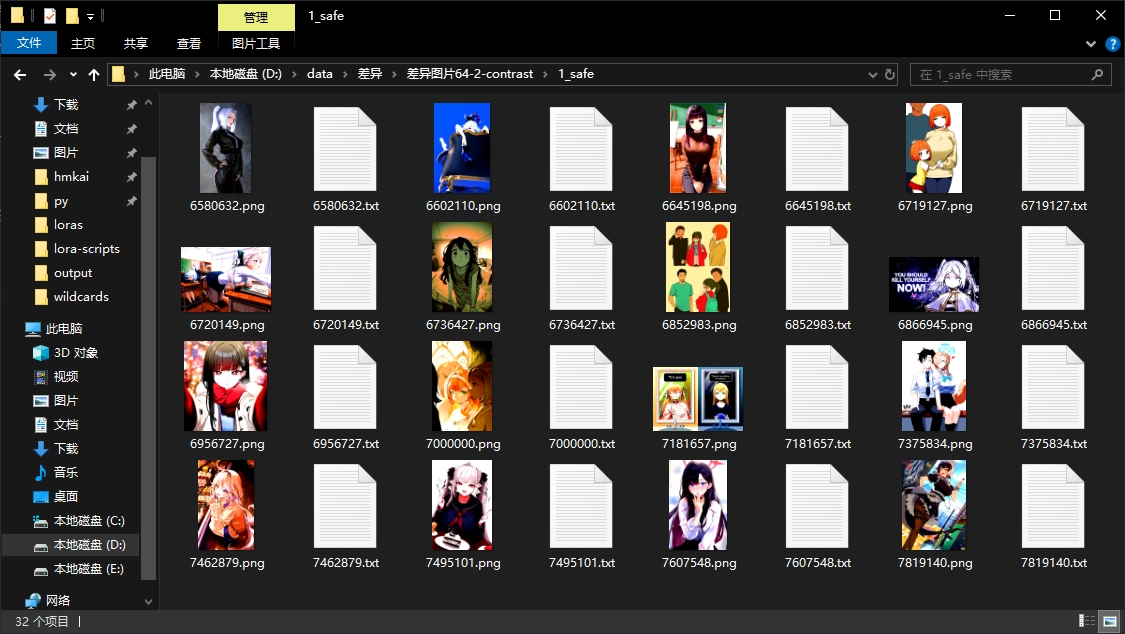 管理
1_safe
文件
主页
共享
查看
图片工具
此电脑 › 本地磁盘 (D:) › data › 差异 › 差异图片64-2-contrast › 1_safe
在 1_safe 中搜索
下载
文档
图片
hmkai
py
loras
lora-scripts
output
wildcards
此电脑
3D 对象
视频
图片
文档
下载
音乐
桌面
本地磁盘 (C:)
本地磁盘 (D:)
本地磁盘 (E:)
网络
6580632.png
6580632.txt
6602110.png
6602110.txt
6645198.png
6645198.txt
6719127.png
6719127.txt
YOU SHOULD
KILL YOURSELF
NOW!
6720149.png
6720149.txt
6736427.png
6736427.txt
6852983.png
6852983.txt
6866945.png
6866945.txt
6956727.png
6956727.txt
7000000.png
7000000.txt
7181657.png
7181657.txt
7375834.png
7375834.txt
7462879.png
7462879.txt
7495101.png
7495101.txt
7607548.png
7607548.txt
7819140.png
7819140.txt
32 个项目